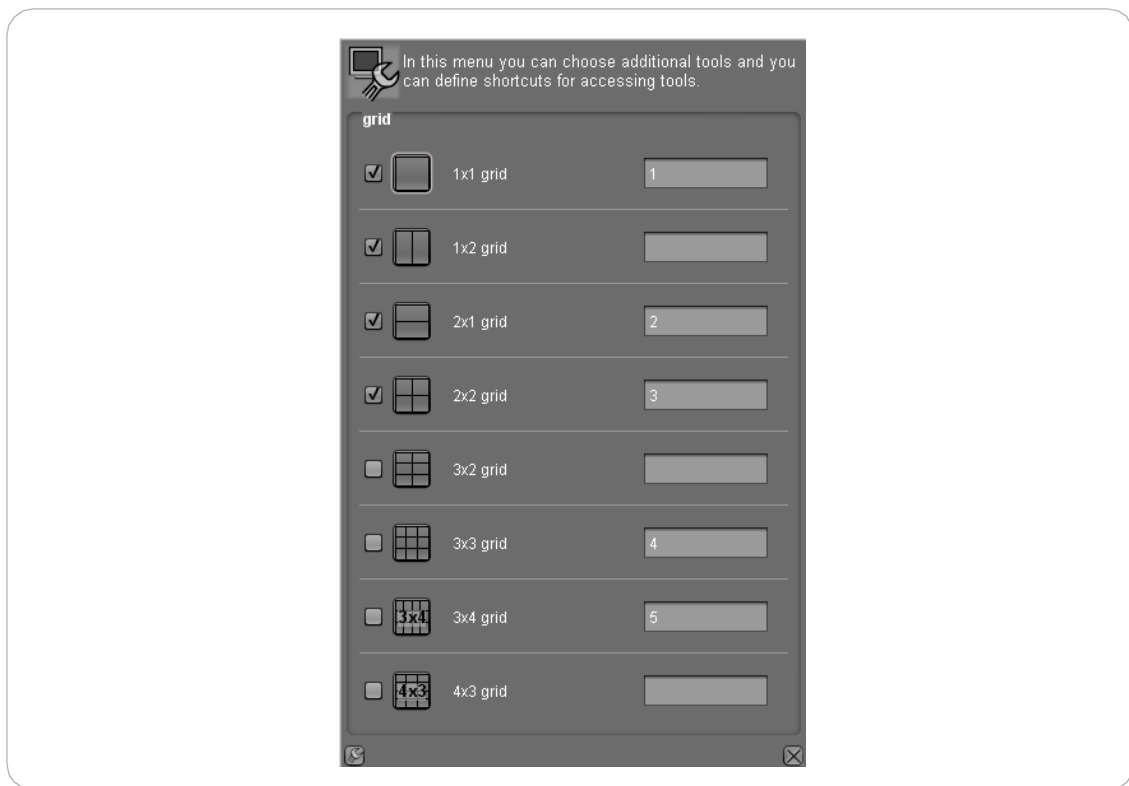 In this menu you can choose additional tools and you
can define shortcuts for accessing tools.
grid
1x1 grid 1
1x2 grid
2x1 grid 2
2x2 grid 3
3x2 grid
3x3 grid 4
3x4 3x4 grid 5
4x3 4x3 grid